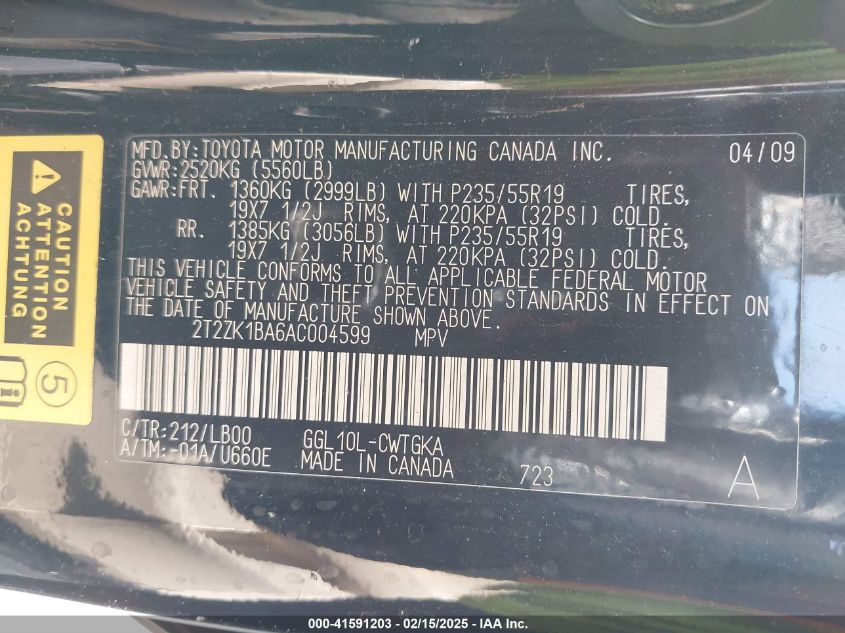 MFD.BY:TOYOTA MOTOR MANUFACTURING CANADA INC. 04/09
GVWR:2520KG (5560LB)
GAWR:FRT. 1360KG (2999LB) WITH P235/55R19 TIRES,
19X7 1/2J RIMS, AT 220KPA (32PSI) COLD.
RR. 1385KG (3056LB) WITH P235/55R19 TIRES,
19X7 1/2J RIMS, AT 220KPA (32PSI) COLD.
THIS VEHICLE CONFORMS TO ALL APPLICABLE FEDERAL MOTOR
VEHICLE SAFETY AND THEFT PREVENTION STANDARDS IN EFFECT ON
THE DATE OF MANUFACTURE SHOWN ABOVE.
2T2ZK1BA6AC004599 MPV
C/TR:212/LB00 GGL10L-CWTGKA
A/TM:-01A/U660E MADE IN CANADA 723 A
CAUTION
ATTENTION
ACHTUNG
5
000-41591203 - 02/15/2025 - IAA Inc.